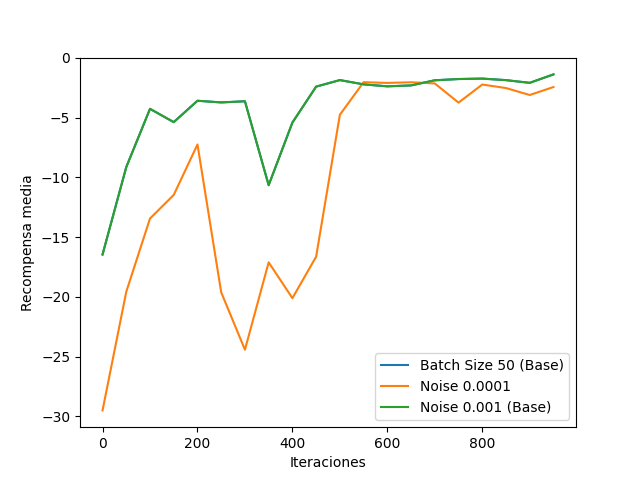 0
−5
−10
−15
−20
−25
−30
Recompensa media
Batch Size 50 (Base)
Noise 0.0001
Noise 0.001 (Base)
0 200 400 600 800
Iteraciones